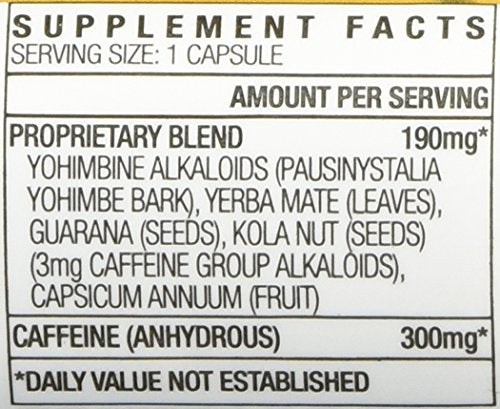 SUPPLEMENT FACTS
SERVING SIZE: 1 CAPSULE
AMOUNT PER SERVING
PROPRIETARY BLEND 190mg*
YOHIMBINE ALKALOIDS (PAUSINYSTALIA
YOHIMBE BARK), YERBA MATE (LEAVES),
GUARANA (SEEDS), KOLA NUT (SEEDS)
(3mg CAFFEINE GROUP ALKALOIDS),
CAPSICUM ANNUUM (FRUIT)
CAFFEINE (ANHYDROUS) 300mg*
*DAILY VALUE NOT ESTABLISHED